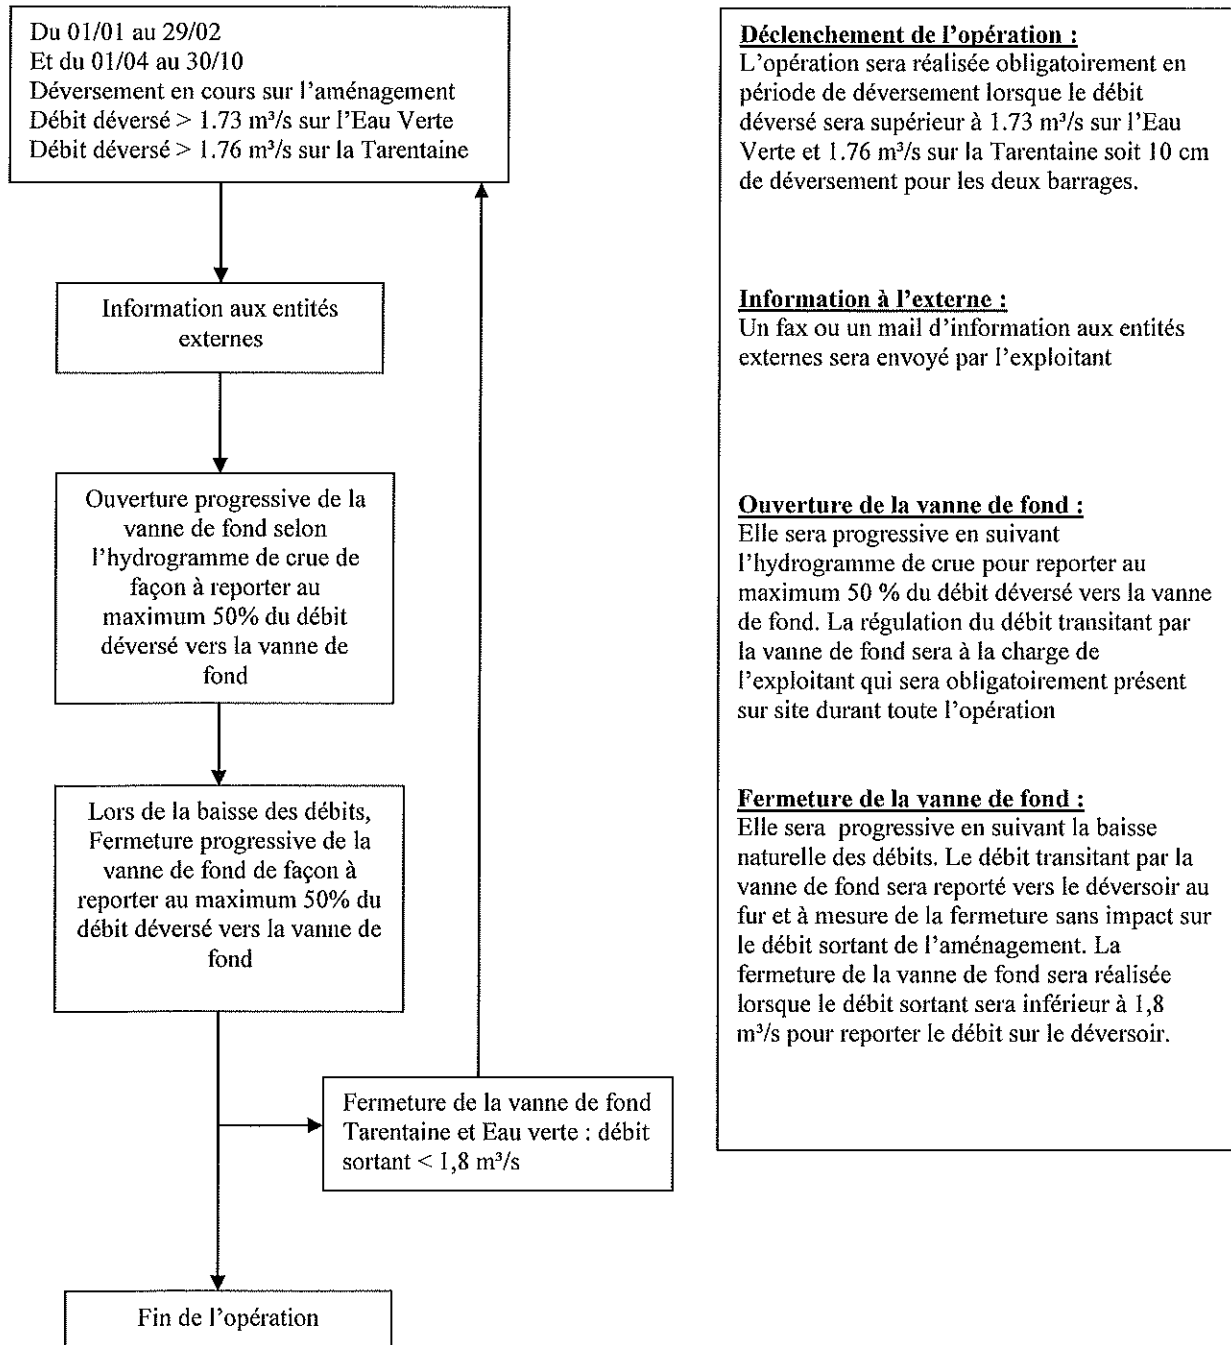 Du 01/01 au 29/02
Et du 01/04 au 30/10
Déversement en cours sur l'aménagement
Débit déversé > 1.73 m³/s sur l'Eau Verte
Débit déversé > 1.76 m³/s sur la Tarentaine
Information aux entités
externes
Ouverture progressive de la
vanne de fond selon
l'hydrogramme de crue de
façon à reporter au
maximum 50% du débit
déversé vers la vanne de
fond
Lors de la baisse des débits,
Fermeture progressive de la
vanne de fond de façon à
reporter au maximum 50% du
débit déversé vers la vanne de
fond
Fermeture de la vanne de fond
Tarentaine et Eau verte : débit
sortant < 1,8 m³/s
Fin de l'opération
Déclenchement de l'opération :
L'opération sera réalisée obligatoirement en
période de déversement lorsque le débit
déversé sera supérieur à 1.73 m³/s sur l'Eau
Verte et 1.76 m³/s sur la Tarentaine soit 10 cm
de déversement pour les deux barrages.
Information à l'externe :
Un fax ou un mail d'information aux entités
externes sera envoyé par l'exploitant
Ouverture de la vanne de fond :
Elle sera progressive en suivant
l'hydrogramme de crue pour reporter au
maximum 50 % du débit déversé vers la vanne
de fond. La régulation du débit transitant par
la vanne de fond sera à la charge de
l'exploitant qui sera obligatoirement présent
sur site durant toute l'opération
Fermeture de la vanne de fond :
Elle sera progressive en suivant la baisse
naturelle des débits. Le débit transitant par la
vanne de fond sera reporté vers le déversoir au
fur et à mesure de la fermeture sans impact sur
le débit sortant de l'aménagement. La
fermeture de la vanne de fond sera réalisée
lorsque le débit sortant sera inférieur à 1,8
m³/s pour reporter le débit sur le déversoir.